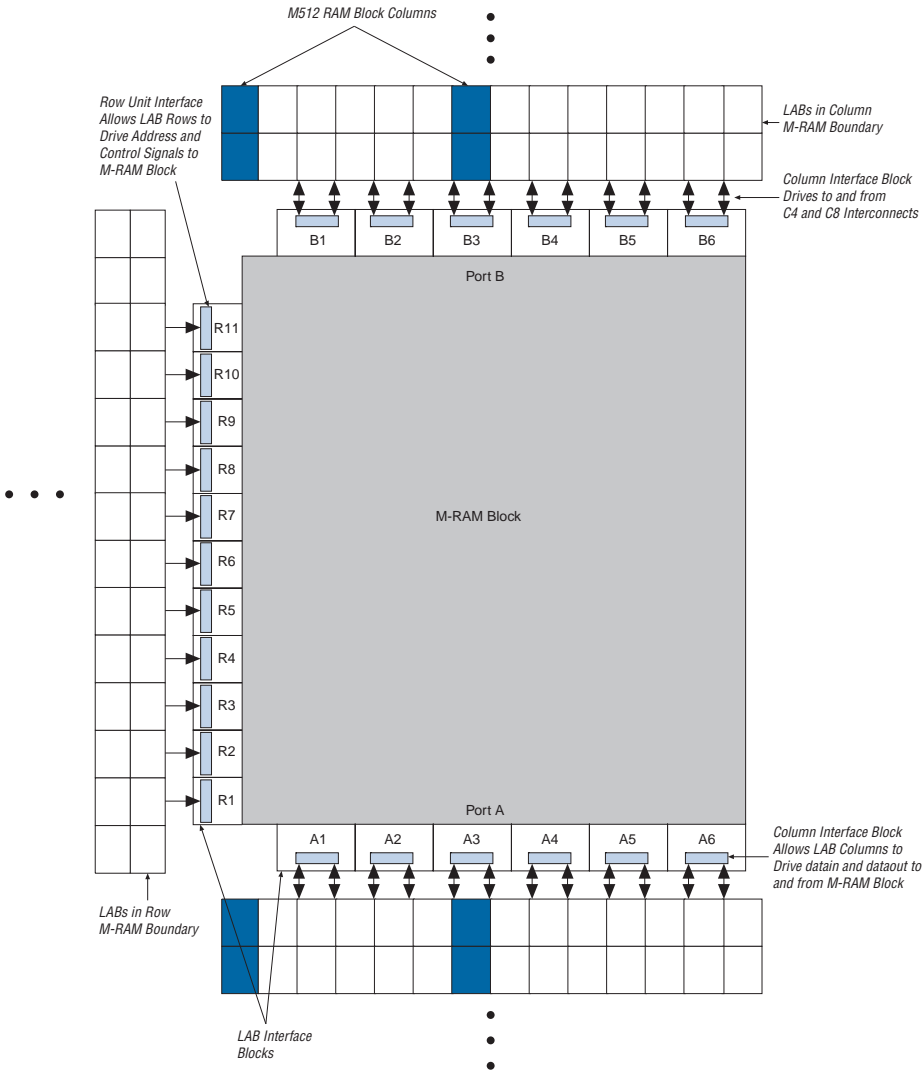 M512 RAM Block Columns
Row Unit Interface
Allows LAB Rows to
Drive Address and
Control Signals to
M-RAM Block
LABs in Column
M-RAM Boundary
Column Interface Block
Drives to and from
C4 and C8 Interconnects
B1 B2 B3 B4 B5 B6
Port B
R11
R10
R9
R8
R7
M-RAM Block
R6
R5
R4
R3
R2
R1
Port A
A1 A2 A3 A4 A5 A6
Column Interface Block
Allows LAB Columns to
Drive datain and dataout to
and from M-RAM Block
LABs in Row
M-RAM Boundary
LAB Interface
Blocks